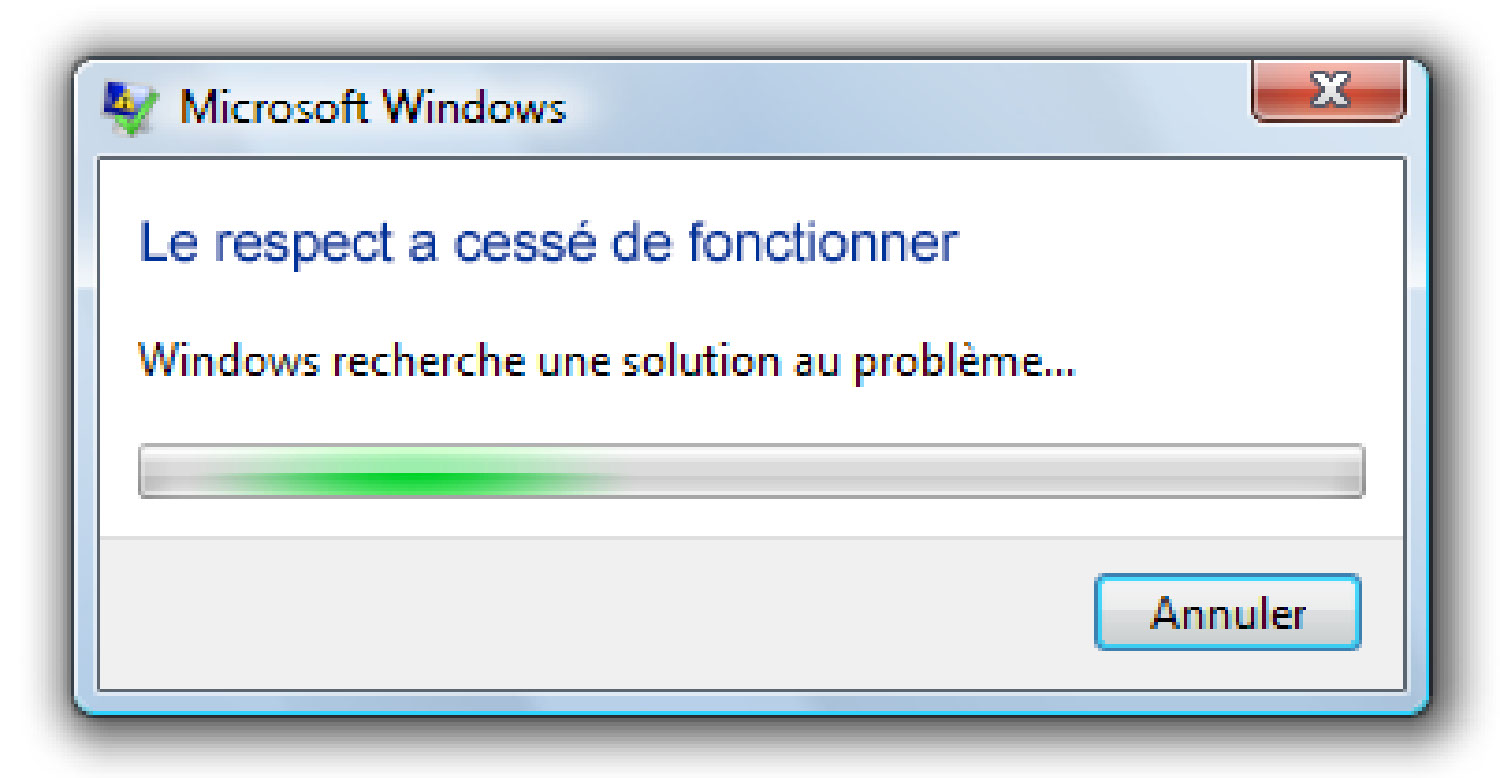 Microsoft Windows
Le respect a cessé de fonctionner
Windows recherche une solution au problème...
Annuler